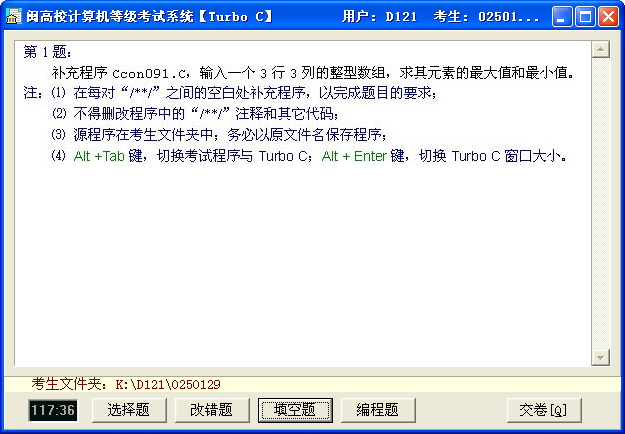 闽高校计算机等级考试系统【Turbo C】 用户: D121 考生: 02501...
第 1 题:
补充程序 Ccon091.C, 输入一个 3 行 3 列的整型数组, 求其元素的最大值和最小值。
注: ⑴ 在每对“/**/”之间的空白处补充程序, 以完成题目的要求;
⑵ 不得删改程序中的“/**/”注释和其它代码;
⑶ 源程序在考生文件夹中; 务必以原文件名保存程序;
⑷ Alt +Tab 键, 切换考试程序与 Turbo C; Alt + Enter 键, 切换 Turbo C 窗口大小。
考生文件夹: K:\D121\0250129
117:36 选择题 改错题 填空题 编程题 交卷[Q]